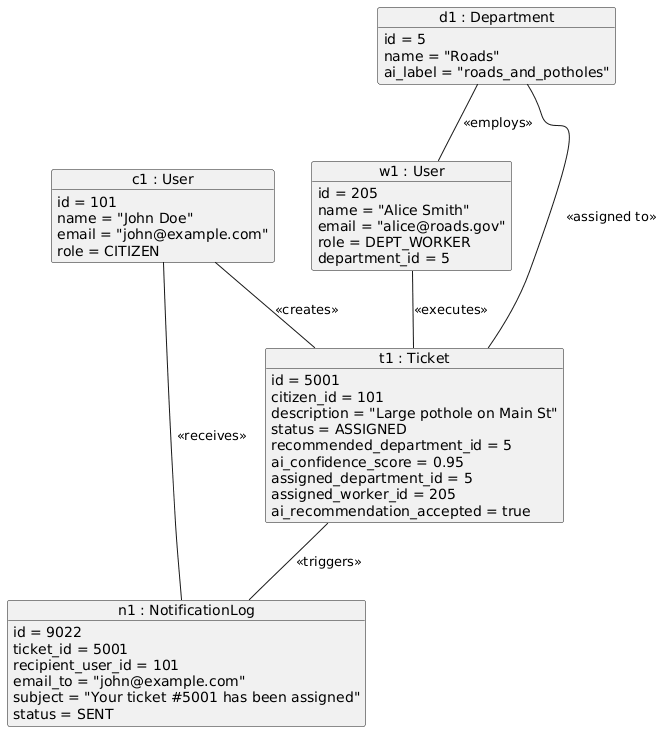 d1 : Department
id = 5
name = "Roads"
ai_label = "roads_and_potholes"
«employs»
c1 : User
id = 101
name = "John Doe"
email = "john@example.com"
role = CITIZEN
w1 : User
id = 205
name = "Alice Smith"
email = "alice@roads.gov"
role = DEPT_WORKER
department_id = 5
«assigned to»
«creates»
«executes»
t1 : Ticket
id = 5001
citizen_id = 101
description = "Large pothole on Main St"
status = ASSIGNED
recommended_department_id = 5
ai_confidence_score = 0.95
assigned_department_id = 5
assigned_worker_id = 205
ai_recommendation_accepted = true
«receives»
«triggers»
n1 : NotificationLog
id = 9022
ticket_id = 5001
recipient_user_id = 101
email_to = "john@example.com"
subject = "Your ticket #5001 has been assigned"
status = SENT